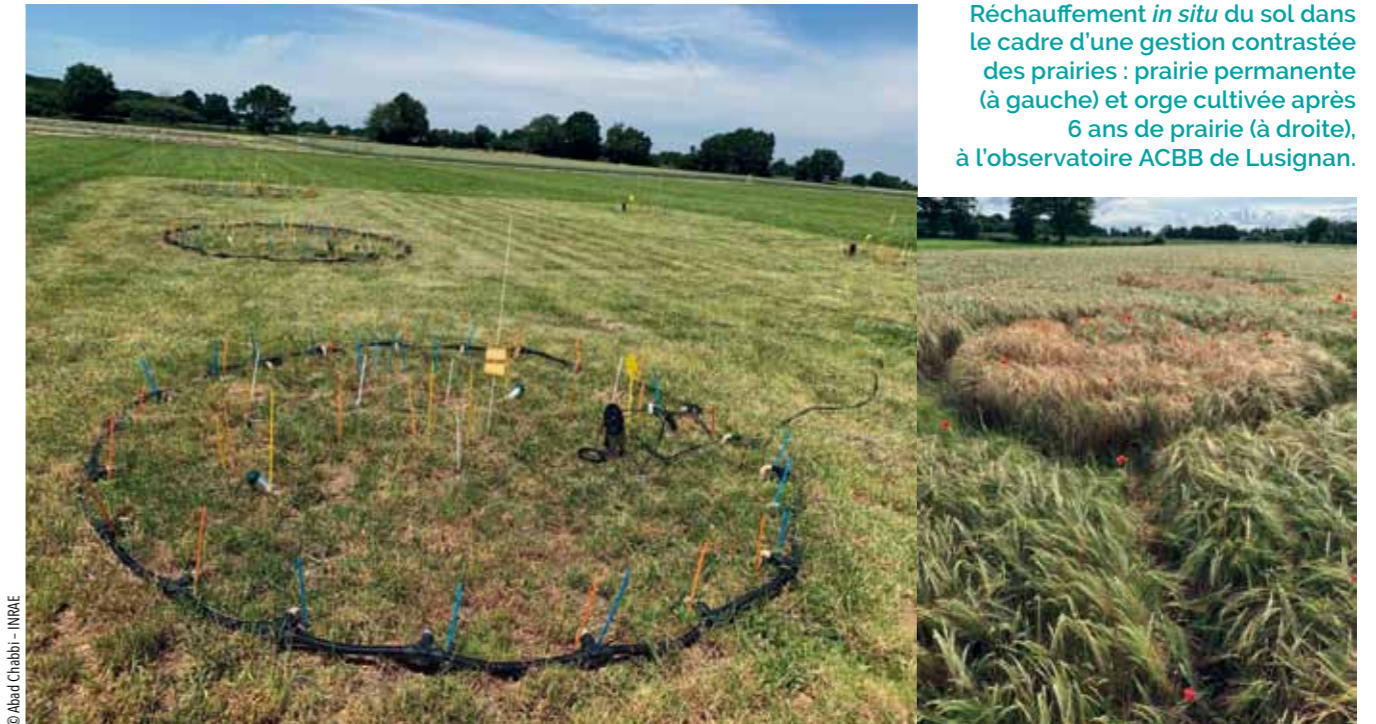 Réchauffement in situ du sol dans
le cadre d’une gestion contrastée
des prairies : prairie permanente
(à gauche) et orge cultivée après
6 ans de prairie (à droite),
à l’observatoire ACBB de Lusignan.
© Abad Chabbi – INRAE